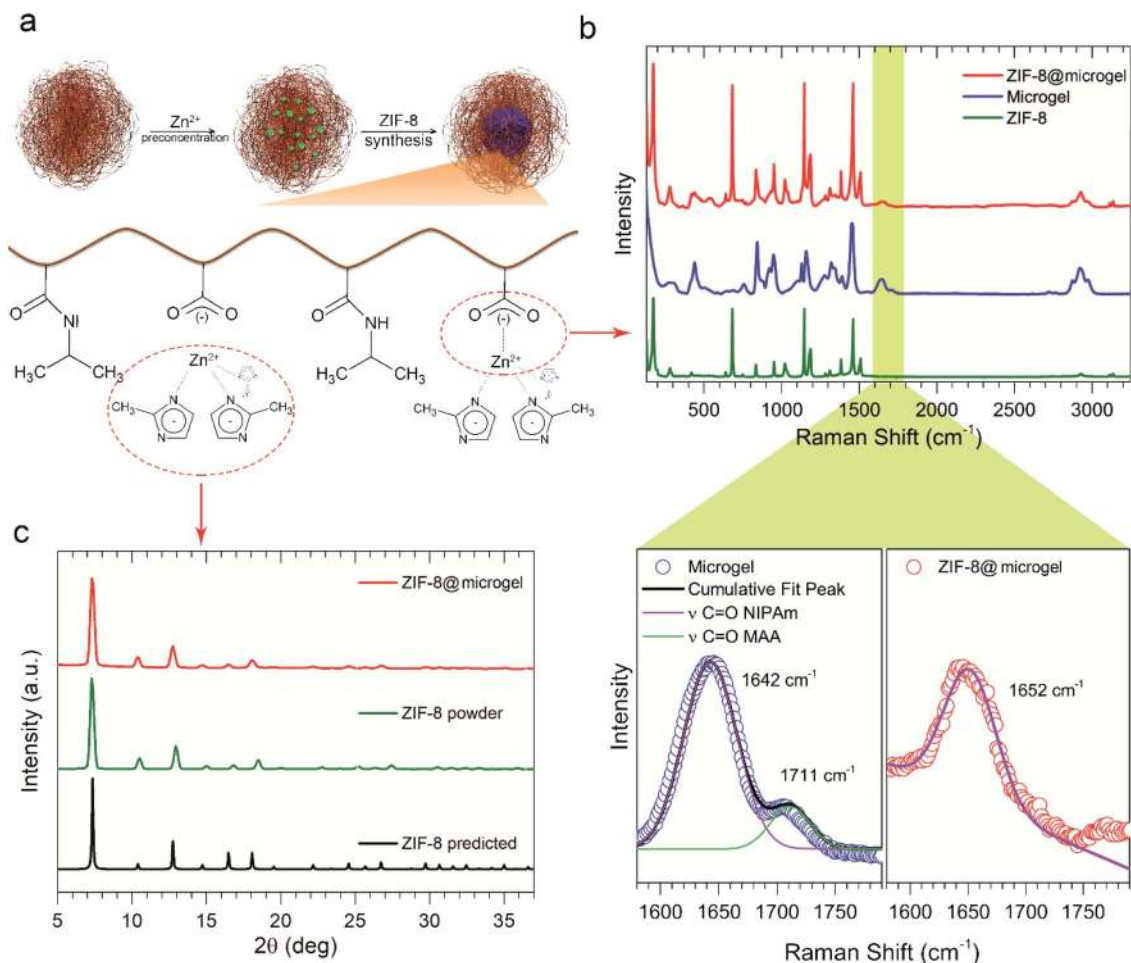 a
Zn²⁺
preconcentration
ZIF-8
synthesis
O
NI
H₃C
CH₃
O
O
(-)
Zn²⁺
CH₃
N
N
N
N
CH₃
-
-
O
NH
H₃C
CH₃
O
O
(-)
Zn²⁺
CH₃
N
N
N
N
CH₃
-
-
b
Intensity
ZIF-8@microgel
Microgel
ZIF-8
500 1000 1500 2000 2500 3000
Raman Shift (cm⁻¹)
Intensity
Microgel
Cumulative Fit Peak
ν C=O NIPAm
ν C=O MAA
1642 cm⁻¹
1711 cm⁻¹
ZIF-8@ microgel
1652 cm⁻¹
1600 1650 1700 1750
1600 1650 1700 1750
Raman Shift (cm⁻¹)
c
Intensity (a.u.)
ZIF-8@microgel
ZIF-8 powder
ZIF-8 predicted
5 10 15 20 25 30 35
2θ (deg)